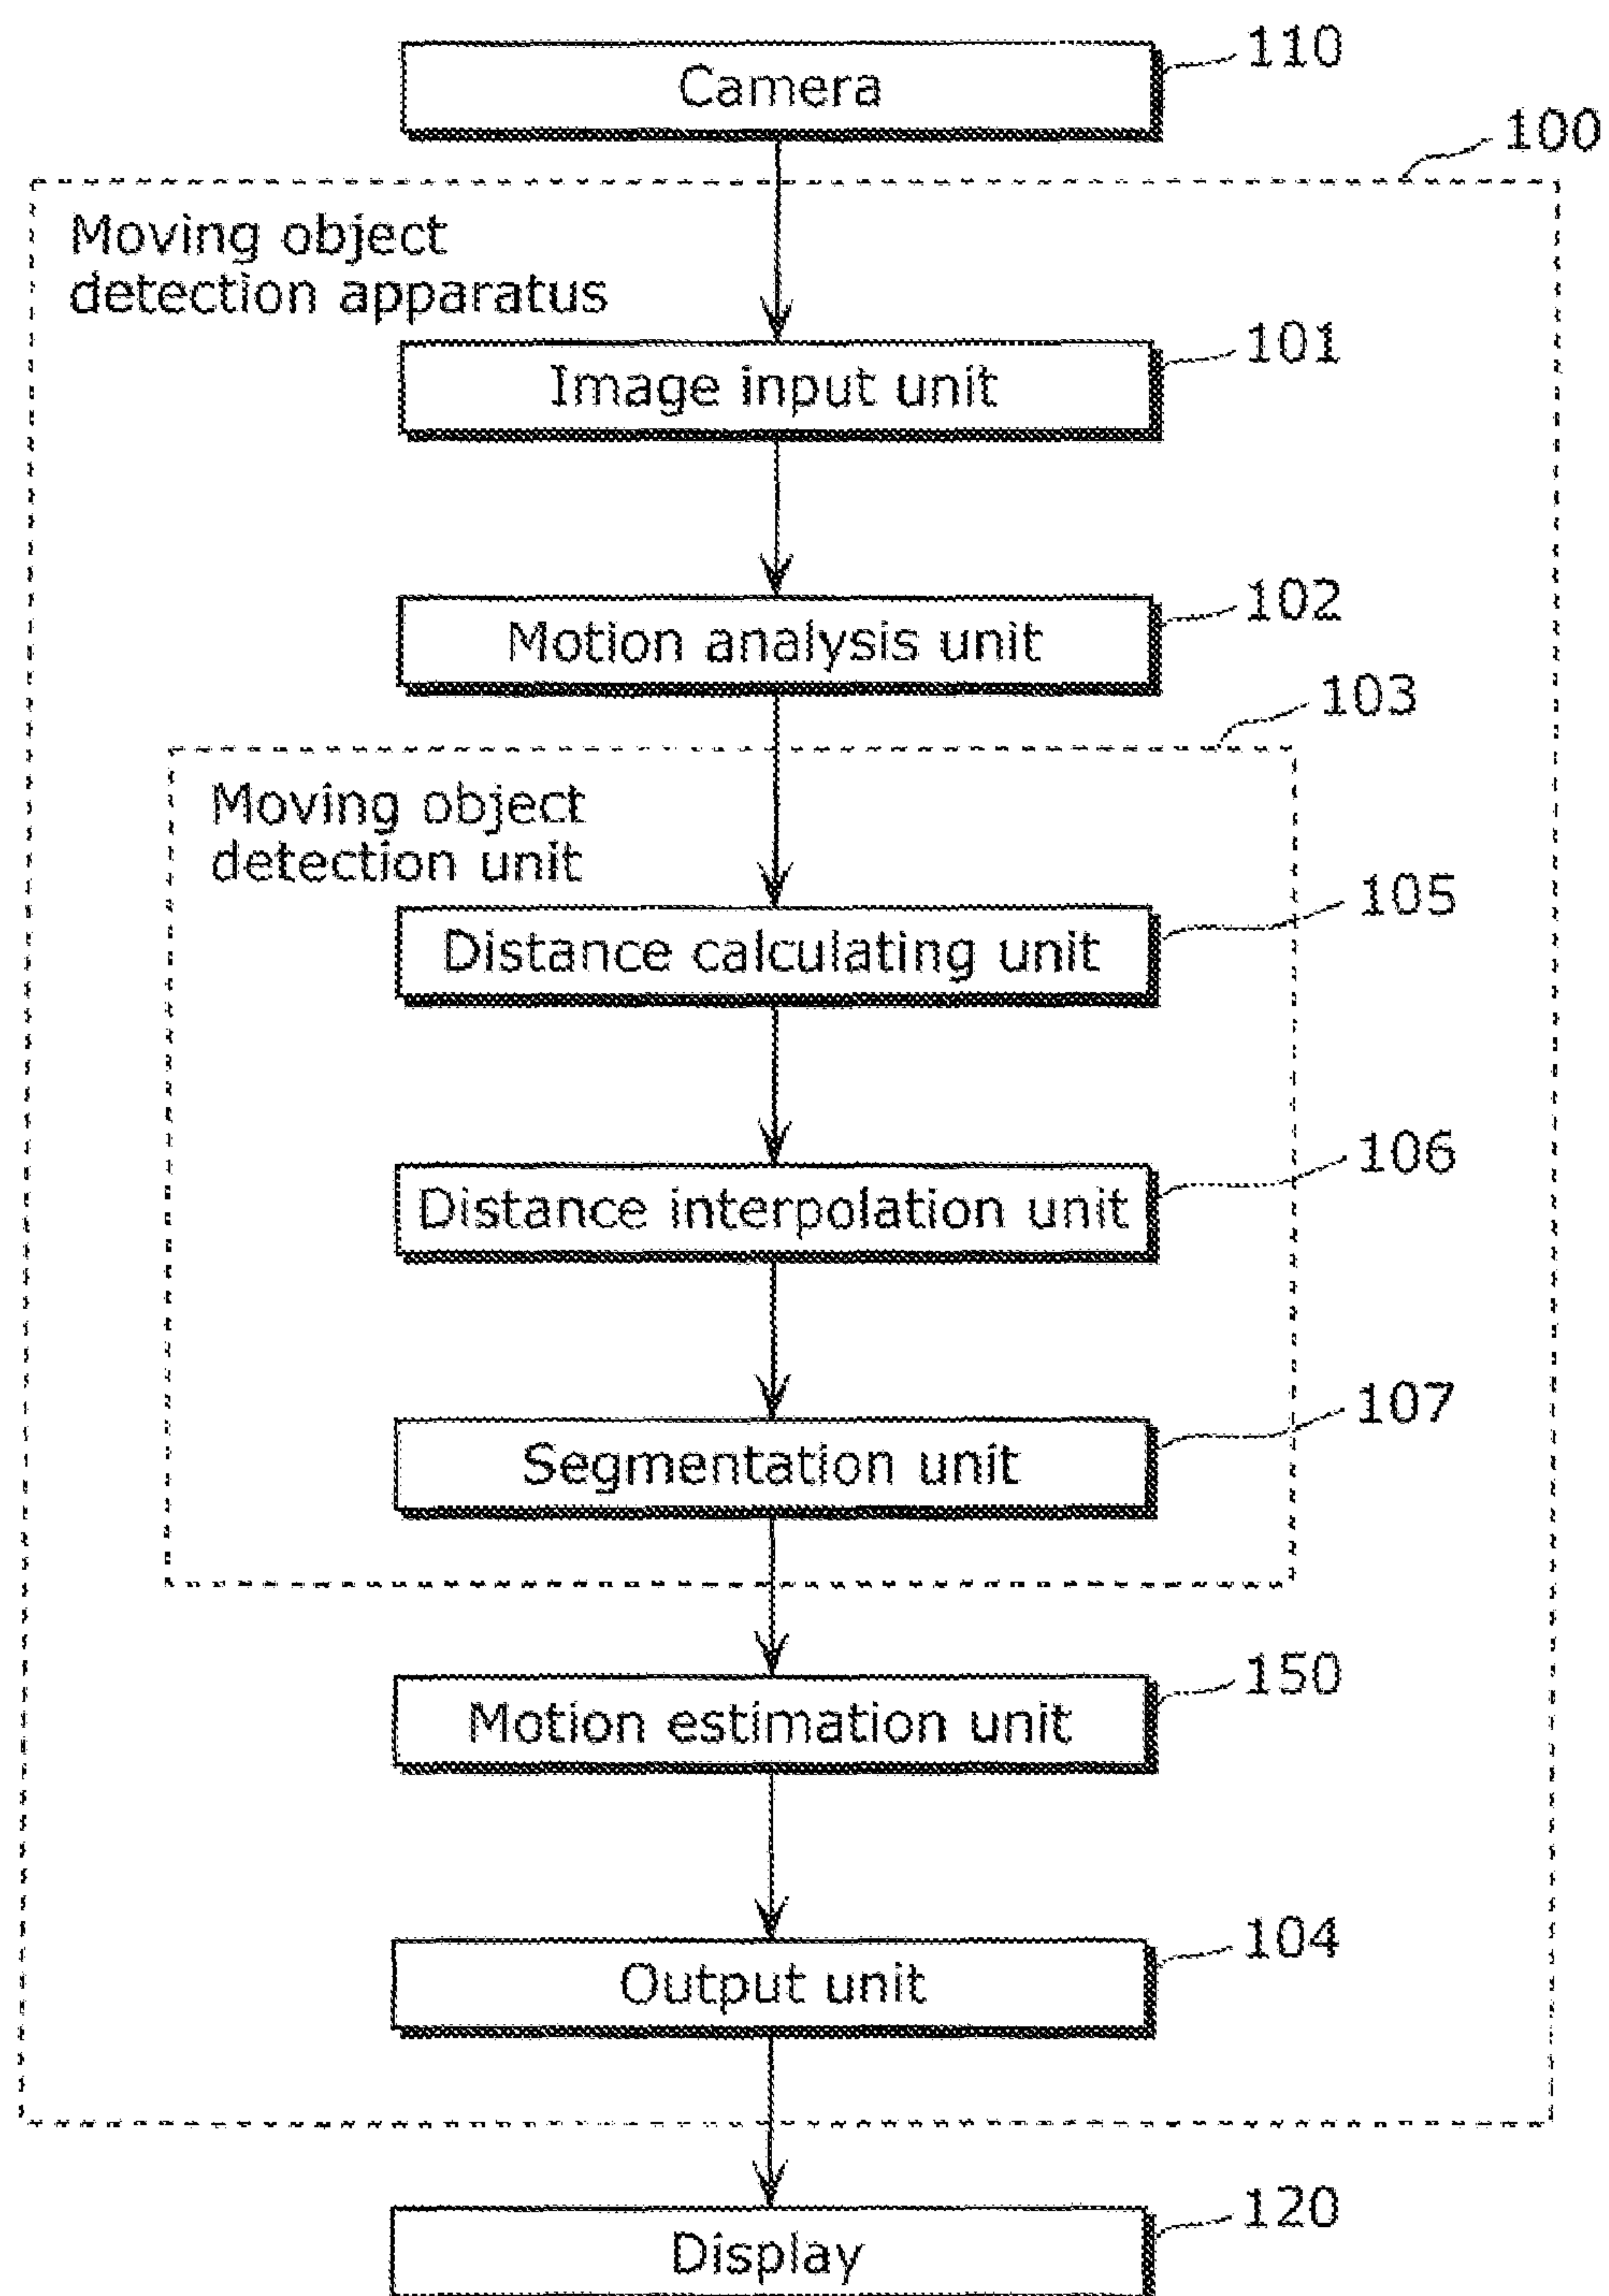 Camera
110
100
Moving object
detection apparatus
101
Image input unit
102
Motion analysis unit
103
Moving object
detection unit
105
Distance calculating unit
106
Distance interpolation unit
107
Segmentation unit
150
Motion estimation unit
104
Output unit
120
Display